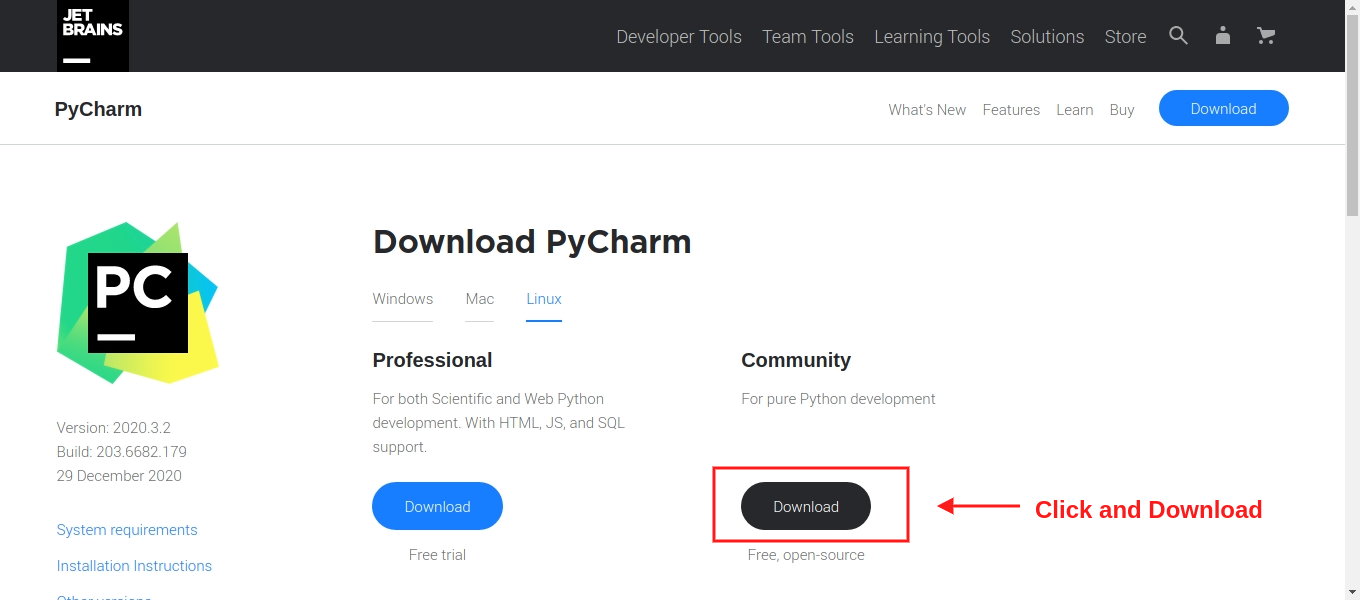 JET
BRAINS
Developer Tools Team Tools Learning Tools Solutions Store
PyCharm
What's New Features Learn Buy Download
PC
Download PyCharm
Windows Mac Linux
Professional
For both Scientific and Web Python
development. With HTML, JS, and SQL
support.
Download
Free trial
Community
For pure Python development
Download
Free, open-source
Click and Download
Version: 2020.3.2
Build: 203.6682.179
29 December 2020
System requirements
Installation Instructions
Other versions